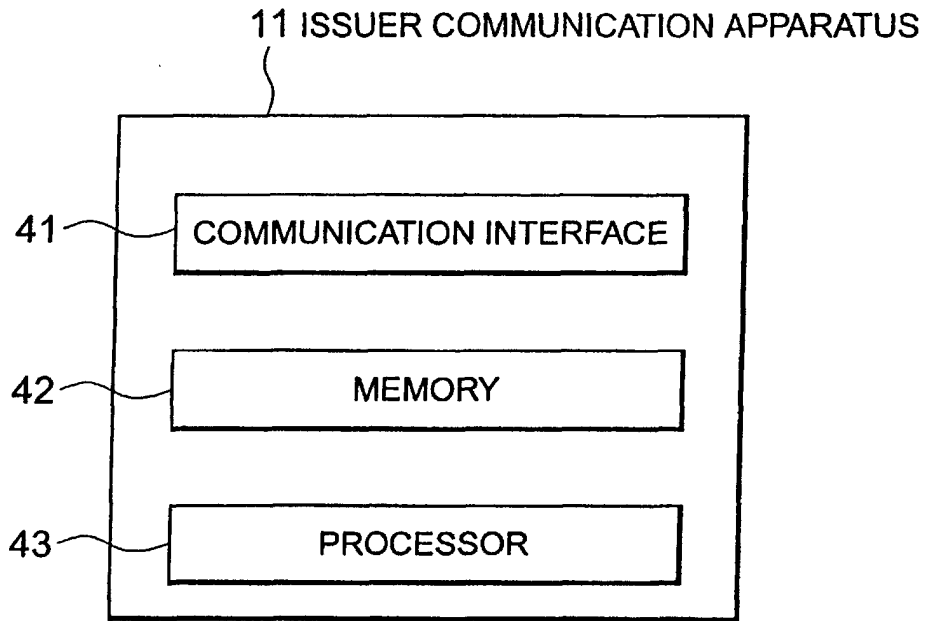 11 ISSUER COMMUNICATION APPARATUS
41 COMMUNICATION INTERFACE
42 MEMORY
43 PROCESSOR